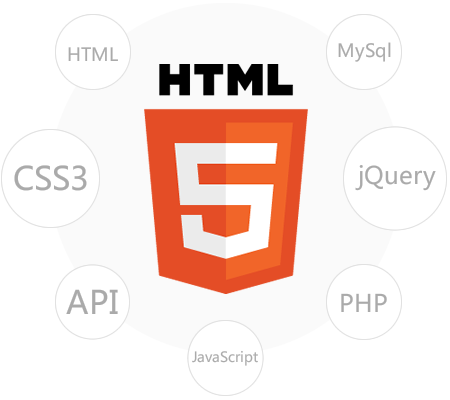 HTML
MySql
HTML
5
CSS3
jQuery
API
PHP
JavaScript